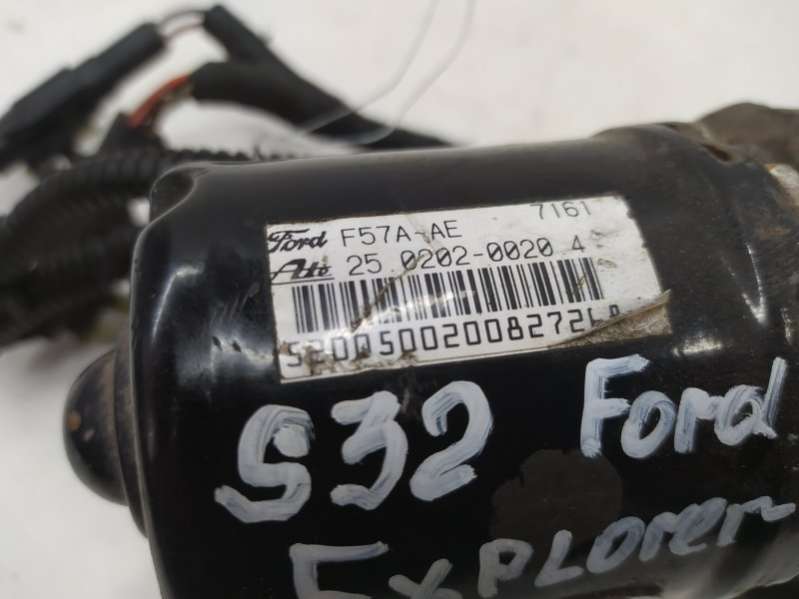 Ford F57A-AE 7161
Ate 25.0202-0020.4
S32 Ford
Explorer